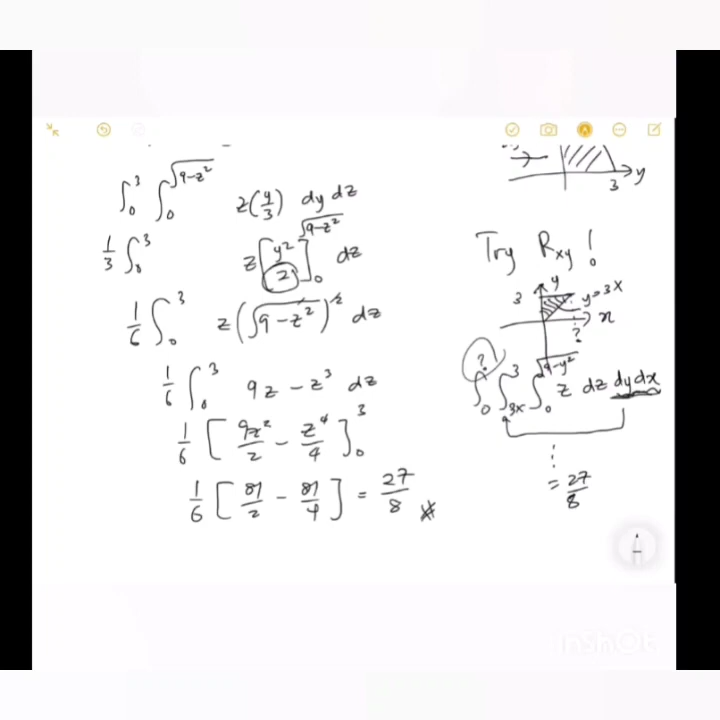 ∫₀³ ∫₀^√(9-z²) z(y/3) dy dz
1/3 ∫₀³ z[y²/2]₀^√(9-z²) dz
1/6 ∫₀³ z(√(9-z²))² dz
1/6 ∫₀³ 9z - z³ dz
1/6 [9z²/2 - z⁴/4]₀³
1/6 [81/2 - 81/4] = 27/8 ※
y
3
Try Rxy !
y
3
y=3x
x
?
∫₀^? ∫₃ₓ³ ∫₀^√(9-y²) z dz dy dx
⋮
= 27/8
InShOt